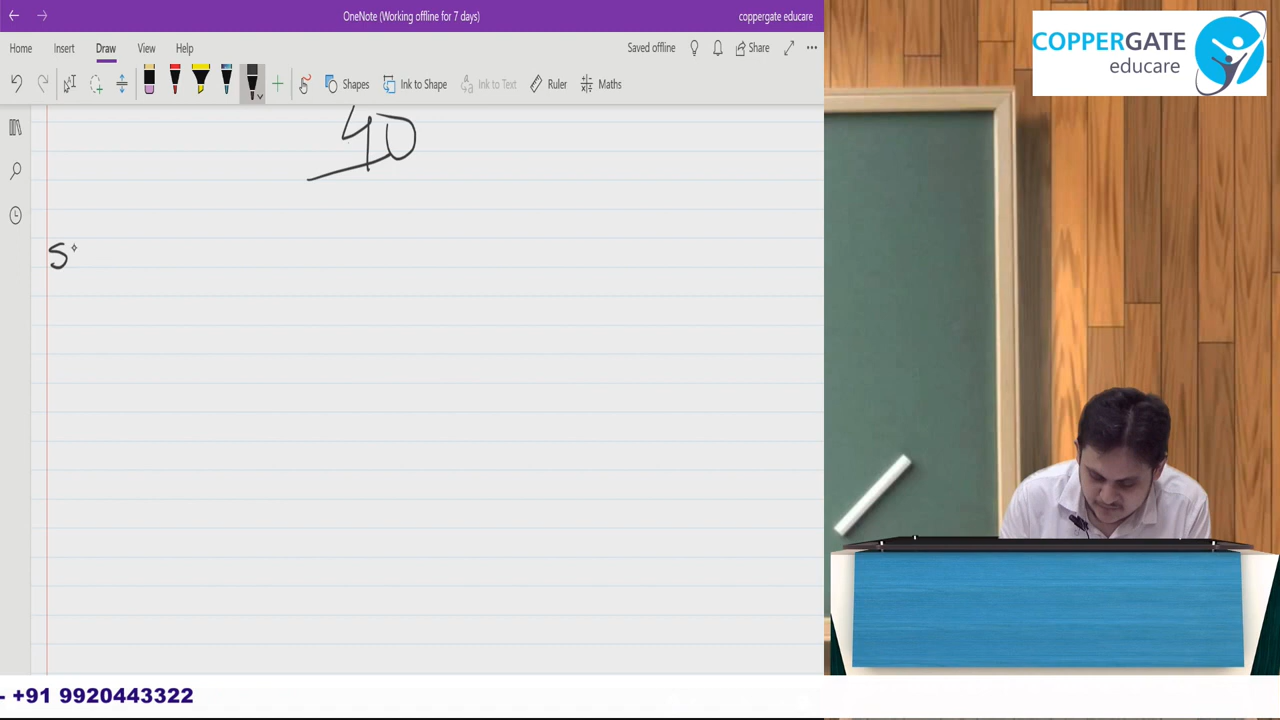 OneNote (Working offline for 7 days)
coppergate educare
Home Insert Draw View Help
Saved offline Share
Shapes Ink to Shape Ink to Text Ruler Maths
COPPERGATE
educare
40
S
- +91 9920443322